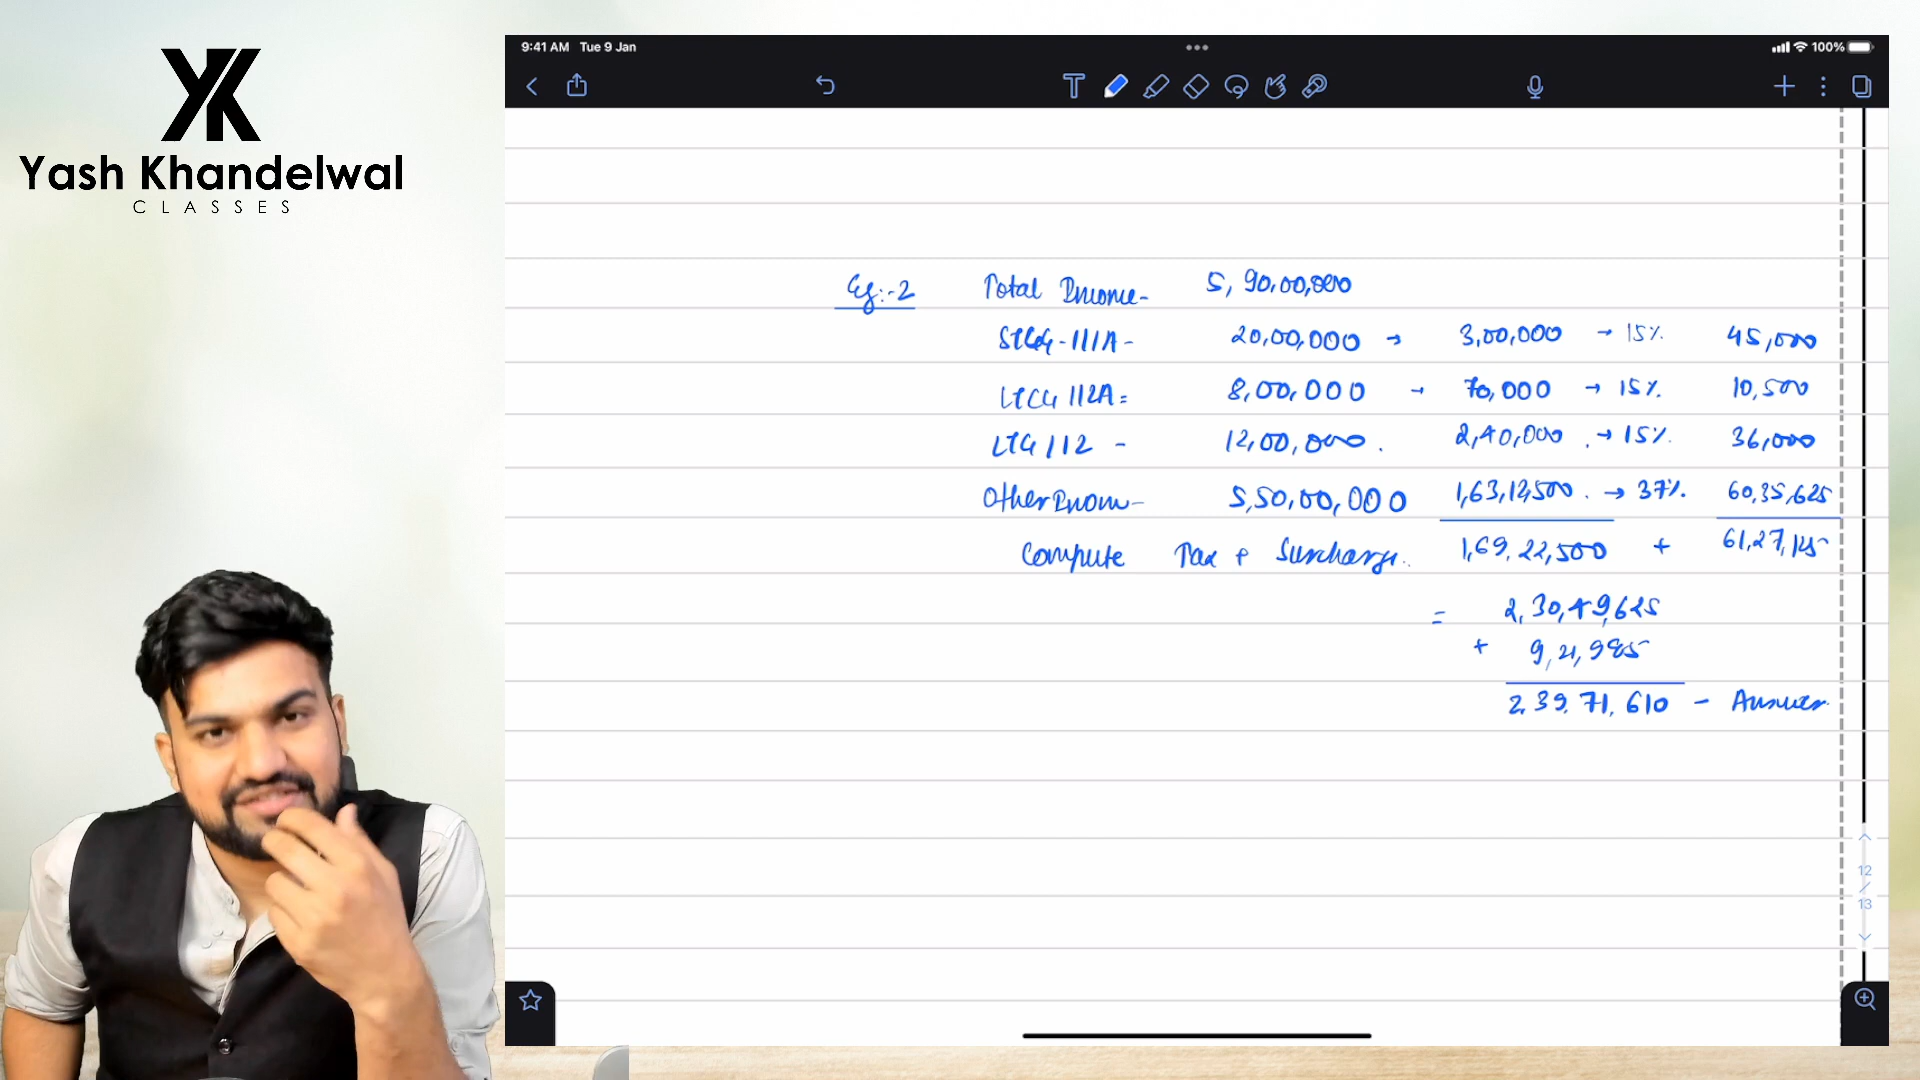 YK
Yash Khandelwal
CLASSES
9:41 AM Tue 9 Jan
100%
Eg:-2 Total Income- 5,90,00,000
STCG-111A- 20,00,000 → 3,00,000 → 15% 45,000
LTCG 112A= 8,00,000 → 70,000 → 15% 10,500
LTCG 112 - 12,00,000. 2,40,000 . → 15% 36,000
Other Income- 5,50,00,000 1,63,12,500 . → 37% 60,35,625
Compute Tax + Surcharge. 1,69,22,500 + 61,27,125
= 2,30,49,625
+ 9,21,985
2,39,71,610 - Answer.
12
/
13